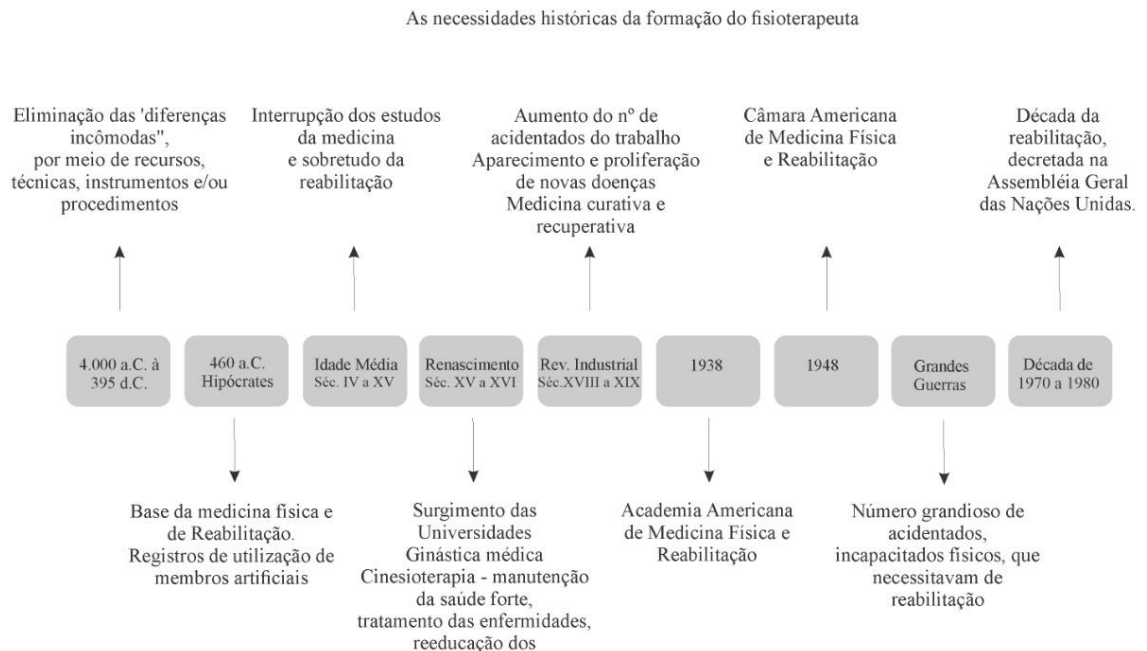 As necessidades históricas da formação do fisioterapeuta
Eliminação das 'diferenças
incômodas",
por meio de recursos,
técnicas, instrumentos e/ou
procedimentos
Interrupção dos estudos
da medicina
e sobretudo da
reabilitação
Aumento do nº de
acidentados do trabalho
Aparecimento e proliferação
de novas doenças
Medicina curativa e
recuperativa
Câmara Americana
de Medicina Física
e Reabilitação
Década da
reabilitação,
decretada na
Assembléia Geral
das Nações Unidas.
4.000 a.C. à
395 d.C.
460 a.C.
Hipócrates
Idade Média
Séc. IV a XV
Renascimento
Séc. XV a XVI
Rev. Industrial
Séc.XVIII a XIX
1938
1948
Grandes
Guerras
Década de
1970 a 1980
Base da medicina física e
de Reabilitação.
Registros de utilização de
membros artificiais
Surgimento das
Universidades
Ginástica médica
Cinesioterapia - manutenção
da saúde forte,
tratamento das enfermidades,
reeducação dos
Academia Americana
de Medicina Física e
Reabilitação
Número grandioso de
acidentados,
incapacitados físicos, que
necessitavam de
reabilitação